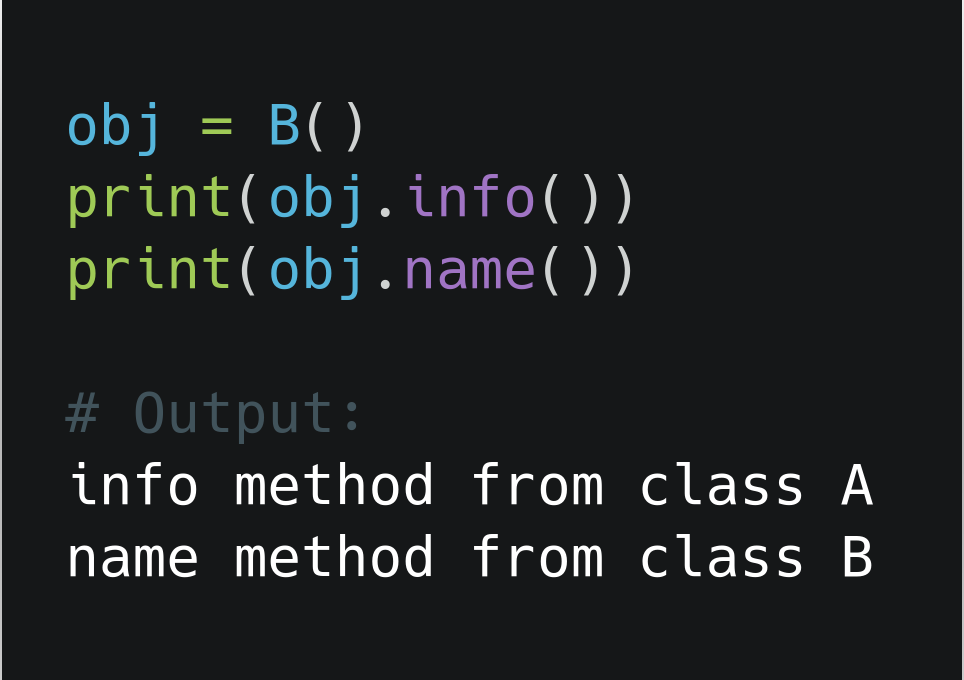 obj = B()
print(obj.info())
print(obj.name())
# Output:
info method from class A
name method from class B